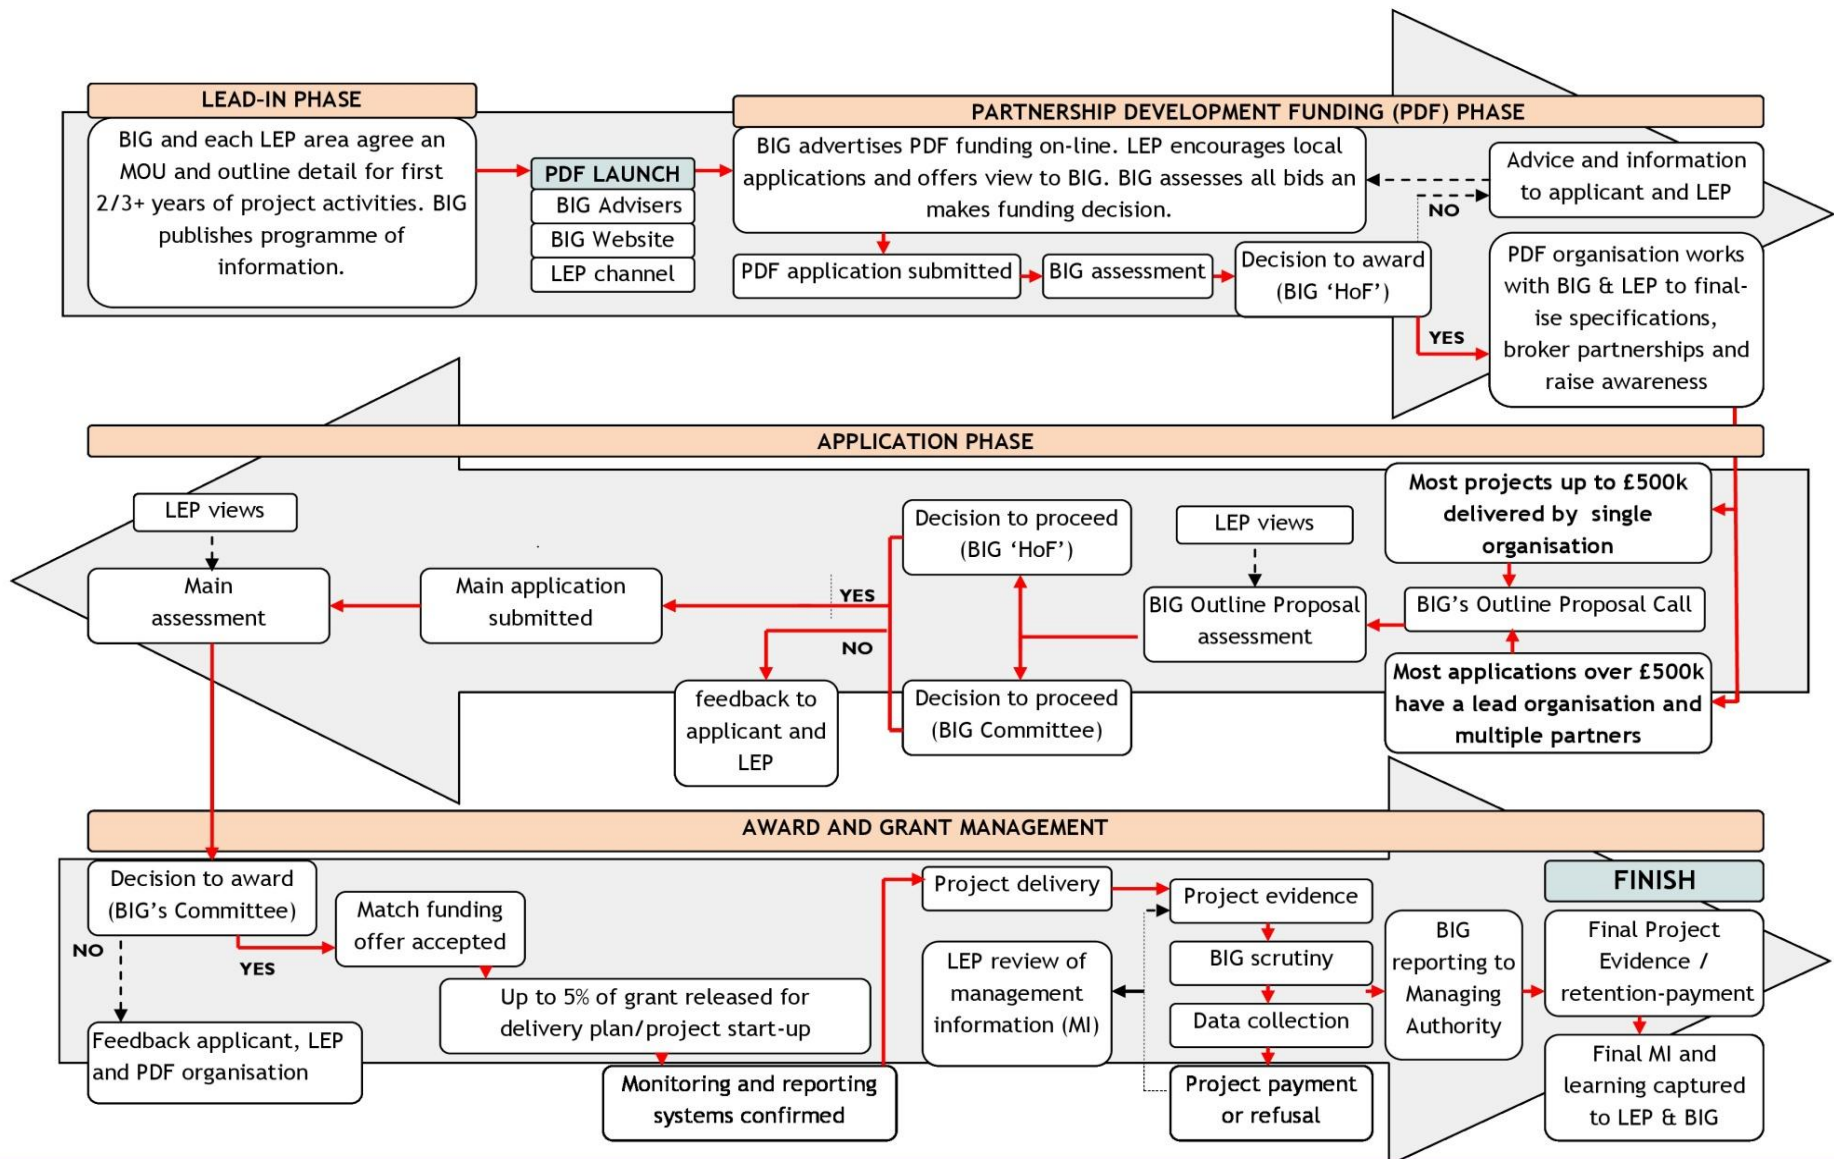 LEAD-IN PHASE
BIG and each LEP area agree an
MOU and outline detail for first
2/3+ years of project activities. BIG
publishes programme of
information.
PDF LAUNCH
BIG Advisers
BIG Website
LEP channel
PARTNERSHIP DEVELOPMENT FUNDING (PDF) PHASE
BIG advertises PDF funding on-line. LEP encourages local
applications and offers view to BIG. BIG assesses all bids an
makes funding decision.
PDF application submitted
BIG assessment
Decision to award
(BIG ‘HoF’)
NO
Advice and information
to applicant and LEP
YES
PDF organisation works
with BIG & LEP to final-
ise specifications,
broker partnerships and
raise awareness
APPLICATION PHASE
Most projects up to £500k
delivered by single
organisation
BIG’s Outline Proposal Call
Most applications over £500k
have a lead organisation and
multiple partners
LEP views
BIG Outline Proposal
assessment
Decision to proceed
(BIG ‘HoF’)
Decision to proceed
(BIG Committee)
YES
NO
feedback to
applicant and
LEP
Main application
submitted
LEP views
Main
assessment
AWARD AND GRANT MANAGEMENT
Decision to award
(BIG’s Committee)
NO
YES
Feedback applicant, LEP
and PDF organisation
Match funding
offer accepted
Up to 5% of grant released for
delivery plan/project start-up
Monitoring and reporting
systems confirmed
Project delivery
LEP review of
management
information (MI)
Project evidence
BIG scrutiny
Data collection
Project payment
or refusal
BIG
reporting to
Managing
Authority
FINISH
Final Project
Evidence /
retention-payment
Final MI and
learning captured
to LEP & BIG